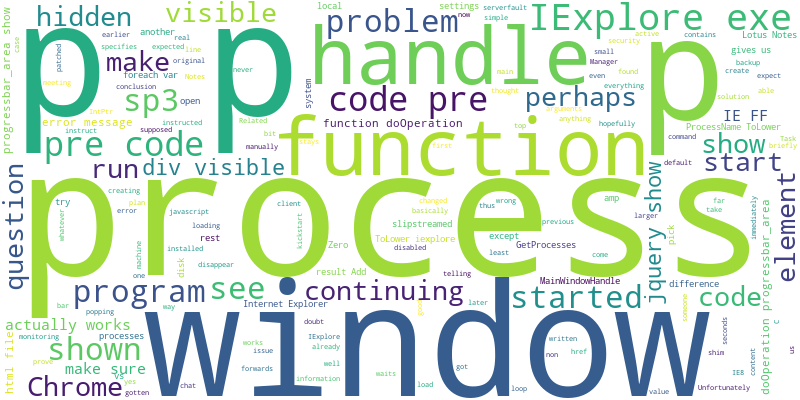 hidden
visible
problem
IExplore exe
p
p
handle
p
make
sp3
open
code pre
perhaps
IE FF
pre code
error message
function
function doOperation
run
div visible
show
start
question
process
jquery show
element
program
see
continuing
started
code
actually works
shown
make sure
Chrome
window
progressbar_area show
html file
doOperation progressbar_area
local
settings
serverfault
now
simple
another
real
line
specifies
expected
original
foreach var
Notes
earlier
case
patched
never
conclusion
IntPtr
meeting
Related
instruct
instructed
supposed
bit
manually
system
active
contains
security
Manager
small
found
even
everything
main
thought
arguments
anything
top
hopefully
first
gives us
backup
create
expect
able
solution
Lotus Notes
Task
briefly
ProcessName ToLower
command
default
try
whatever
creating
plan
error
javascript
loading
installed
rest
disappear
machine
one
disk
client
kickstart
Zero
result Add
Internet Explorer
stays
changed
basically
slipstreamed
ToLower iexplore
disabled
except
thus
wrong
previous
GetProcesses
at least
come
amp
far
take
larger
pick
difference
immediately
telling
MainWindowHandle
later
doubt
IExplore
already
issue
works
forwards
way
popping
bar
processes
monitoring
vs
yes
prove
gotten
chat
information
well
load
waits
goes
got
loop
written
non
href
value
someone
seconds
shim
Unfortunately
IE8
content
us
c